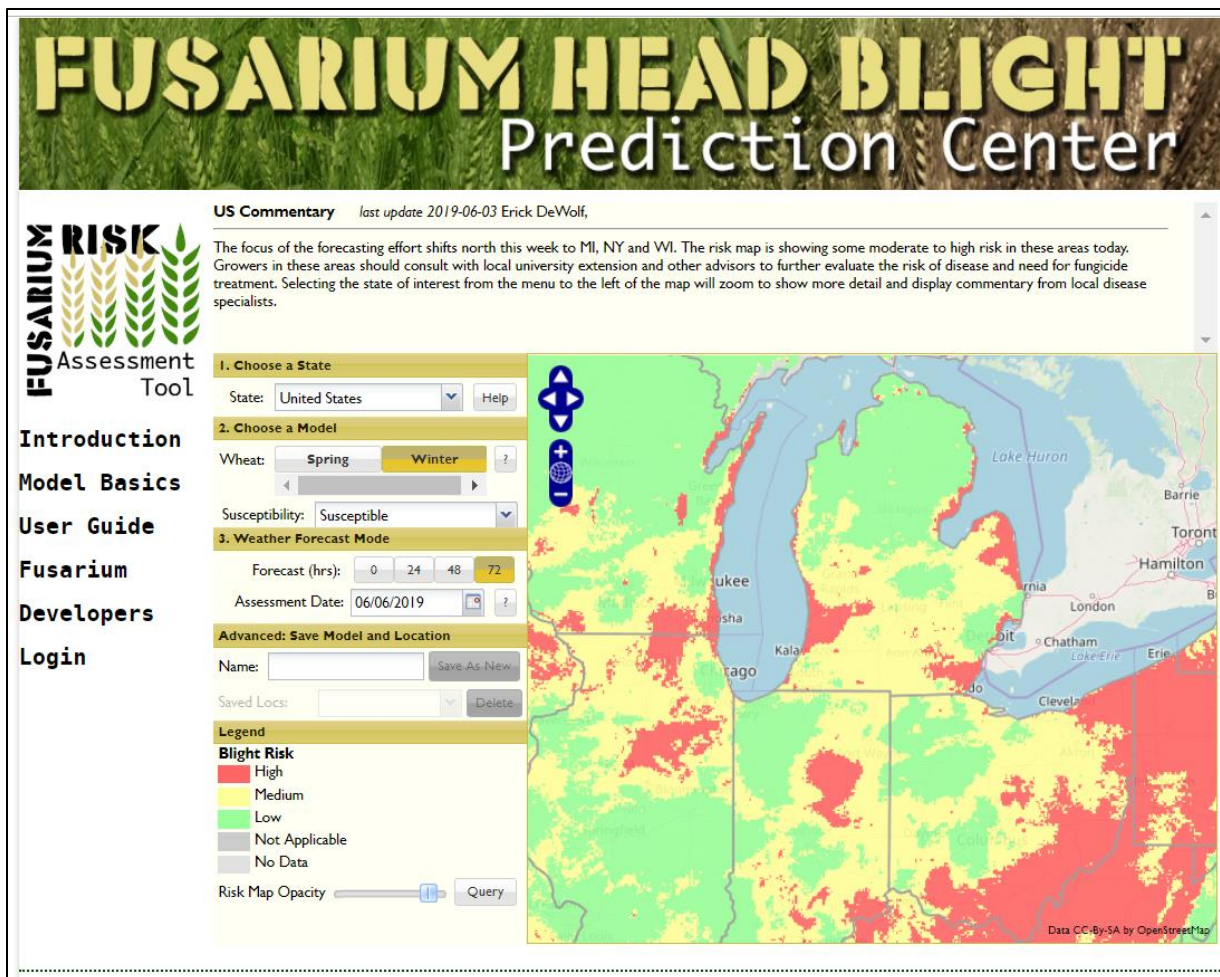 FUSARIUM HEAD BLIGHT
Prediction Center
FUSARIUM
RISK
Assessment
Tool
Introduction
Model Basics
User Guide
Fusarium
Developers
Login
US Commentary last update 2019-06-03 Erick DeWolf,
The focus of the forecasting effort shifts north this week to MI, NY and WI. The risk map is showing some moderate to high risk in these areas today.
Growers in these areas should consult with local university extension and other advisors to further evaluate the risk of disease and need for fungicide
treatment. Selecting the state of interest from the menu to the left of the map will zoom to show more detail and display commentary from local disease
specialists.
1. Choose a State
State: United States Help
2. Choose a Model
Wheat: Spring Winter ?
Susceptibility: Susceptible
3. Weather Forecast Mode
Forecast (hrs): 0 24 48 72
Assessment Date: 06/06/2019 ?
Advanced: Save Model and Location
Name: Save As New
Saved Locs: Delete
Legend
Blight Risk
High
Medium
Low
Not Applicable
No Data
Risk Map Opacity Query
Lake Huron
Barrie
Toront
Hamilton
London
Chatham
Lake Erie
Erie
Cleveland
Data CC-By-SA by OpenStreetMap